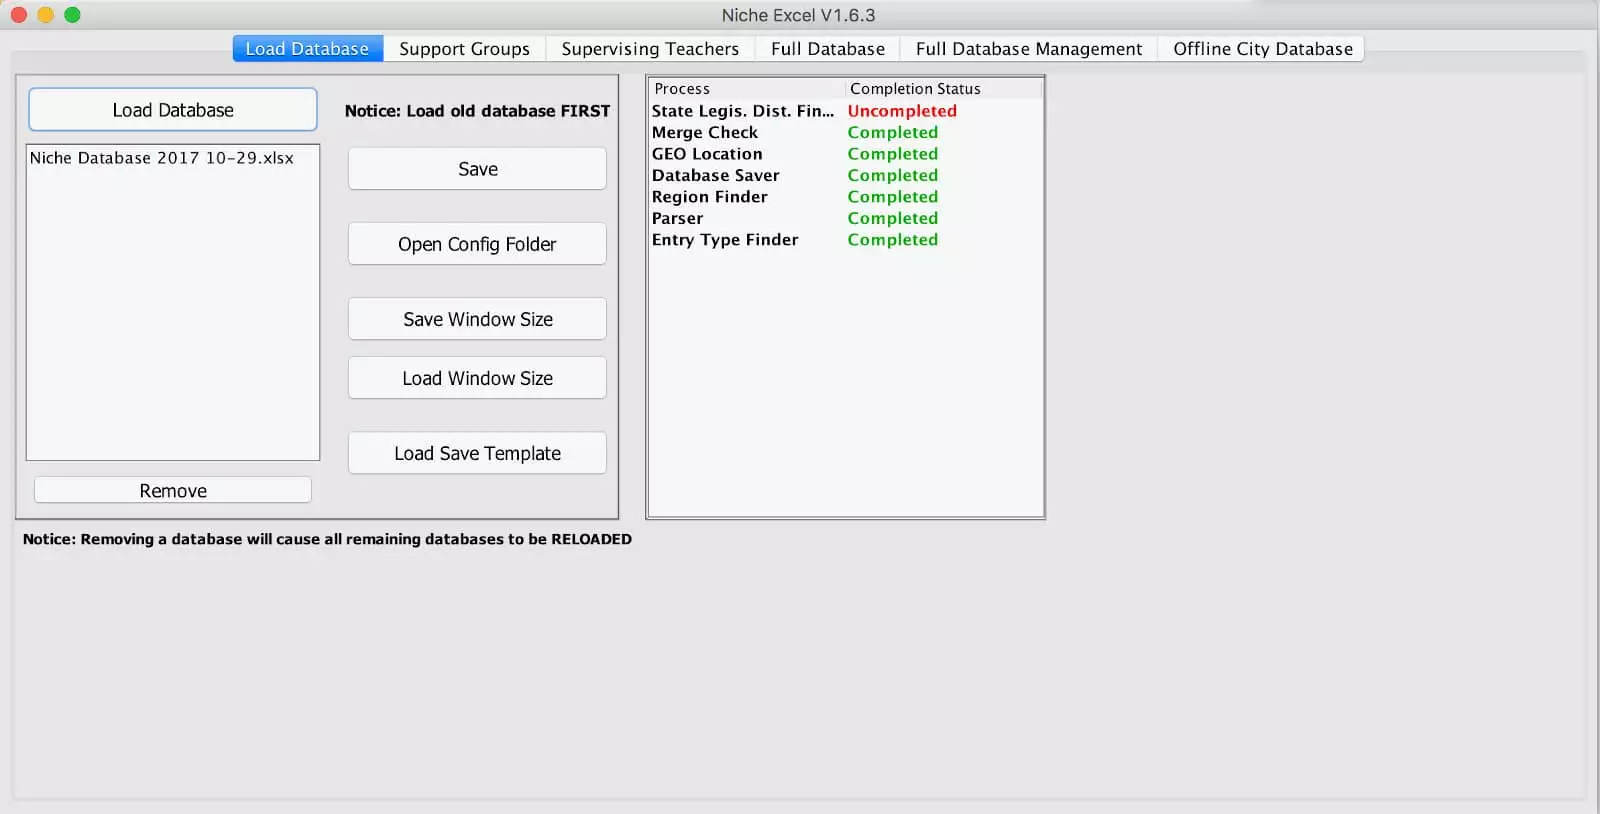 Niche Excel V1.6.3
Load Database
Support Groups
Supervising Teachers
Full Database
Full Database Management
Offline City Database
Load Database
Notice: Load old database FIRST
Niche Database 2017 10-29.xlsx
Save
Open Config Folder
Save Window Size
Load Window Size
Load Save Template
Remove
Notice: Removing a database will cause all remaining databases to be RELOADED
Process Completion Status
State Legis. Dist. Fin... Uncompleted
Merge Check Completed
GEO Location Completed
Database Saver Completed
Region Finder Completed
Parser Completed
Entry Type Finder Completed